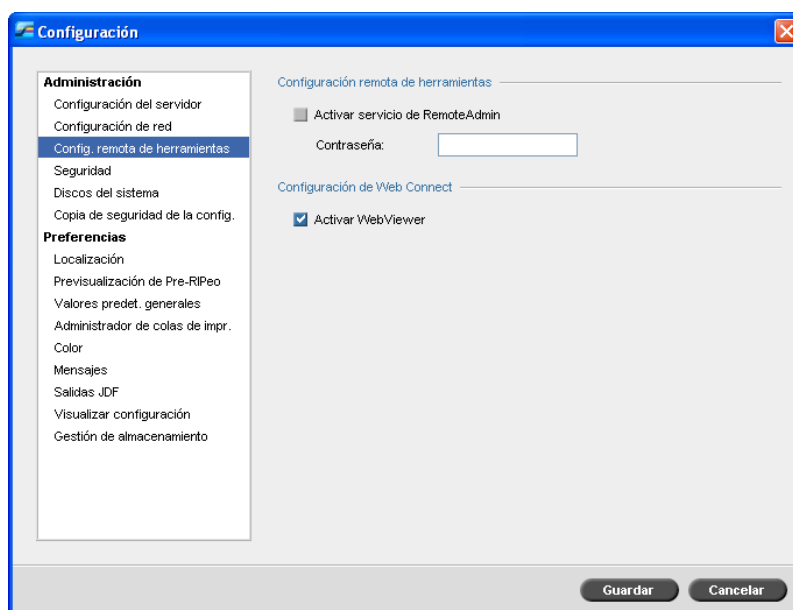 Configuración
Administración
Configuración del servidor
Configuración de red
Config. remota de herramientas
Seguridad
Discos del sistema
Copia de seguridad de la config.
Preferencias
Localización
Previsualización de Pre-RIPeo
Valores predet. generales
Administrador de colas de impr.
Color
Mensajes
Salidas JDF
Visualizar configuración
Gestión de almacenamiento
Configuración remota de herramientas
Activar servicio de RemoteAdmin
Contraseña:
Configuración de Web Connect
Activar WebViewer
Guardar
Cancelar